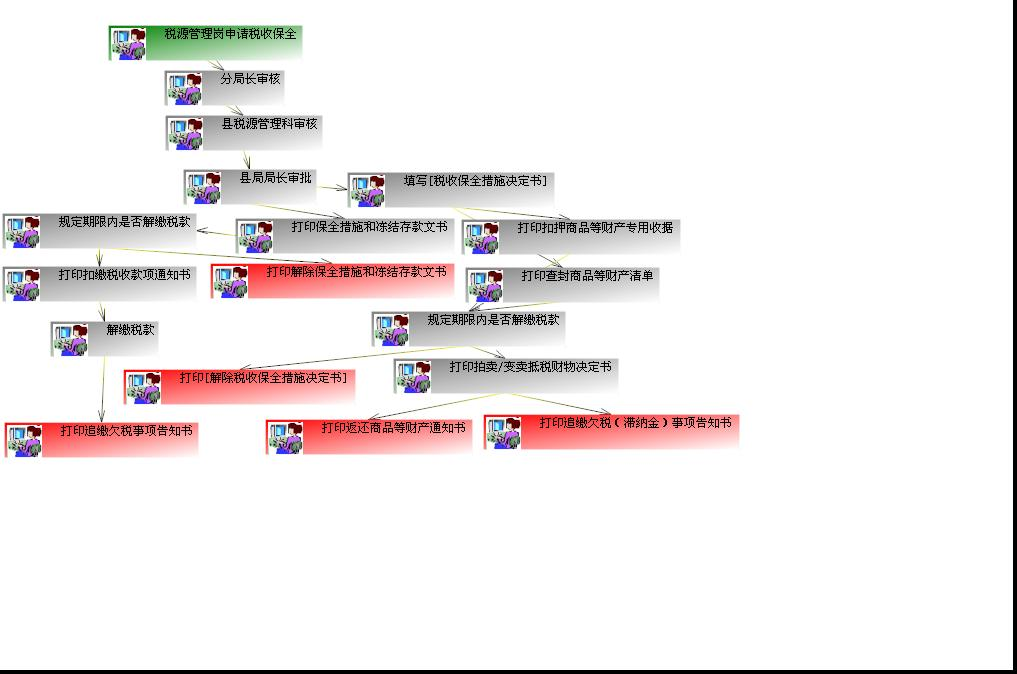 税源管理岗申请税收保全
分局长审核
县税源管理科审核
县局局长审批
填写[税收保全措施决定书]
规定期限内是否解缴税款
打印保全措施和冻结存款文书
打印扣押商品等财产专用收据
打印扣缴税收款项通知书
打印解除保全措施和冻结存款文书
打印查封商品等财产清单
解缴税款
规定期限内是否解缴税款
打印[解除税收保全措施决定书]
打印拍卖/变卖抵税财物决定书
打印追缴欠税事项告知书
打印返还商品等财产通知书
打印追缴欠税（滞纳金）事项告知书